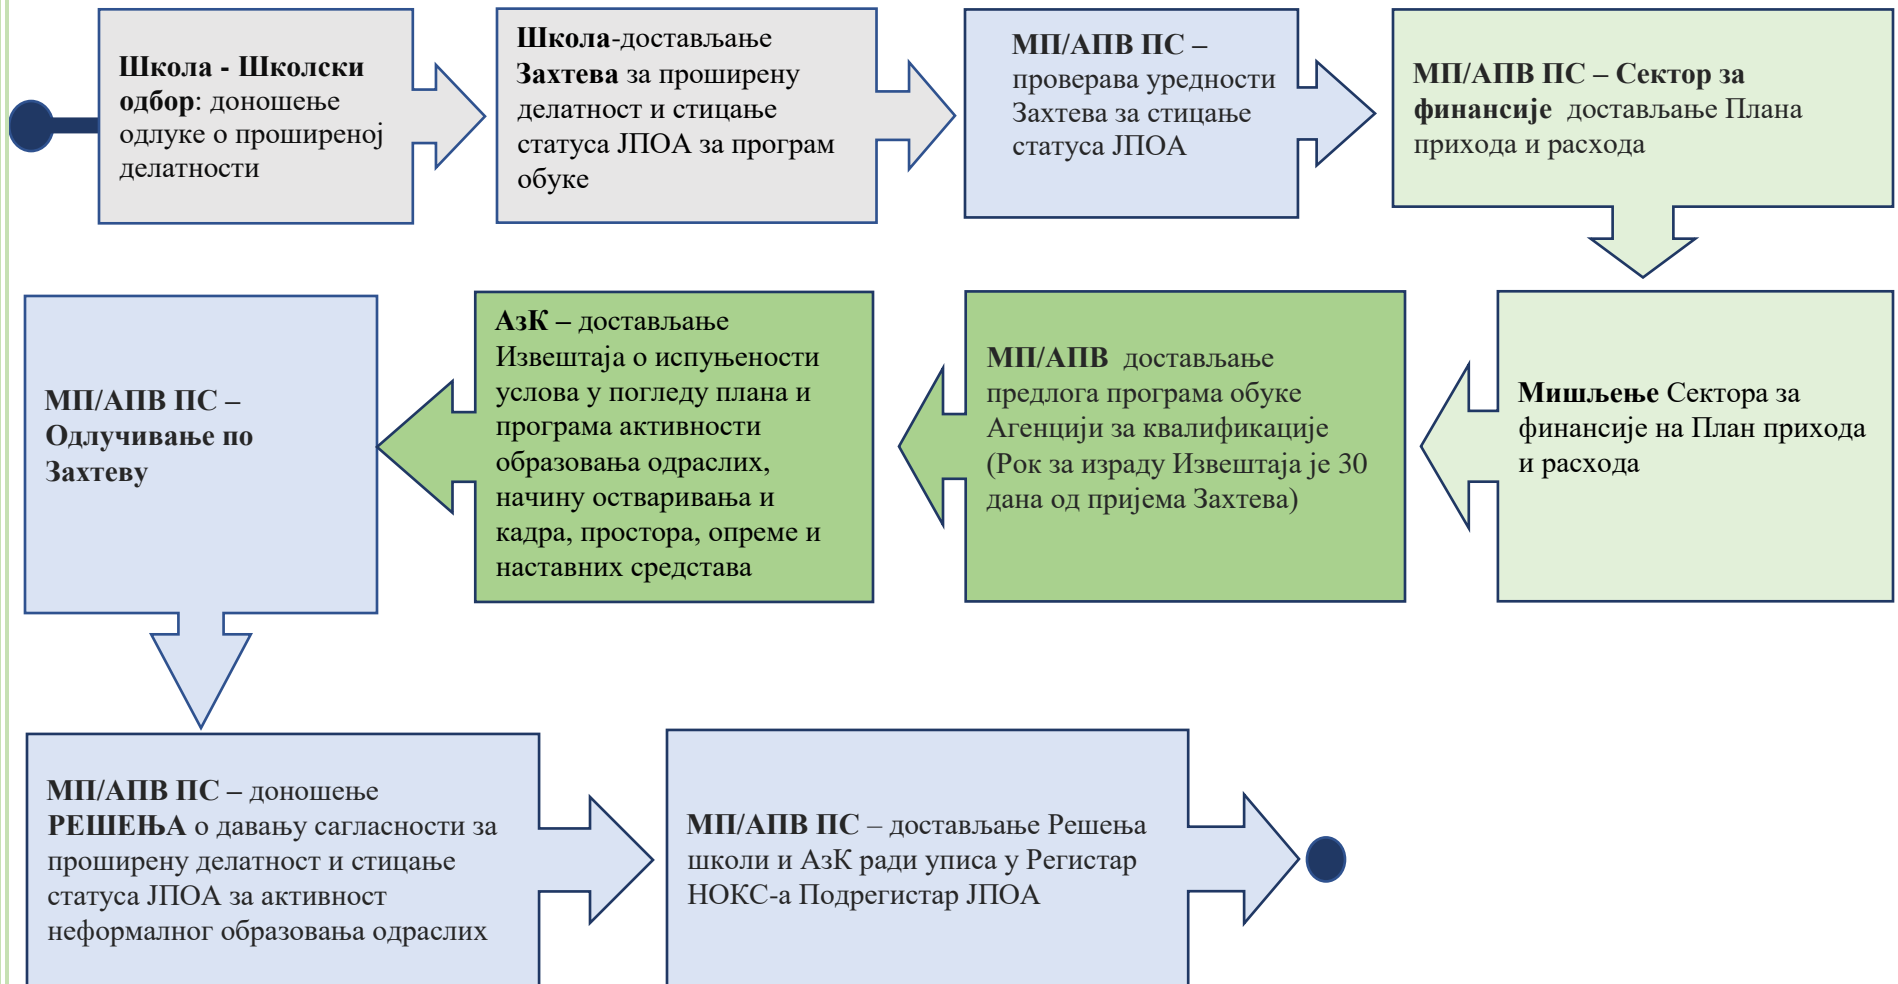 Школа - Школски
одбор: доношење
одлуке о проширеној
делатности
Школа-достављање
Захтева за проширену
делатност и стицање
статуса ЈПОА за програм
обуке
МП/АПВ ПС –
проверава уредности
Захтева за стицање
статуса ЈПОА
МП/АПВ ПС – Сектор за
финансије достављање Плана
прихода и расхода
Мишљење Сектора за
финансије на План прихода
и расхода
МП/АПВ достављање
предлога програма обуке
Агенцији за квалификације
(Рок за израду Извештаја је 30
дана од пријема Захтева)
АзК – достављање
Извештаја о испуњености
услова у погледу плана и
програма активности
образовања одраслих,
начину остваривања и
кадра, простора, опреме и
наставних средстава
МП/АПВ ПС –
Одлучивање по
Захтеву
МП/АПВ ПС – доношење
РЕШЕЊА о давању сагласности за
проширену делатност и стицање
статуса ЈПОА за активност
неформалног образовања одраслих
МП/АПВ ПС – достављање Решења
школи и АзК ради уписа у Регистар
НОКС-а Подрегистар ЈПОА